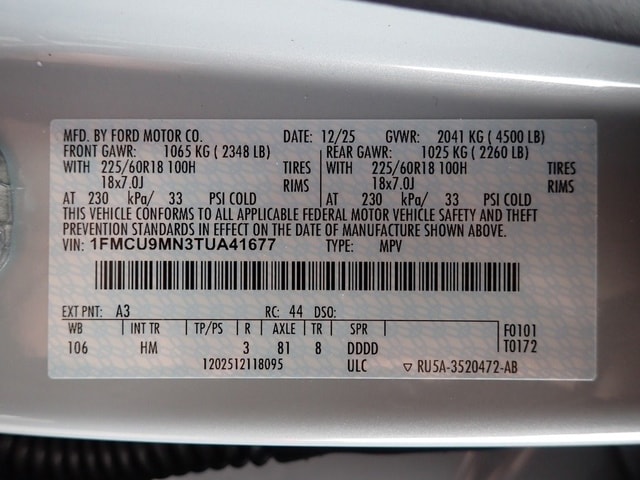 MFD. BY FORD MOTOR CO. DATE: 12/25 GVWR: 2041 KG ( 4500 LB)
FRONT GAWR: 1065 KG ( 2348 LB) REAR GAWR: 1025 KG ( 2260 LB)
WITH 225/60R18 100H TIRES WITH 225/60R18 100H TIRES
18x7.0J RIMS 18x7.0J RIMS
AT 230 kPa/ 33 PSI COLD AT 230 kPa/ 33 PSI COLD
THIS VEHICLE CONFORMS TO ALL APPLICABLE FEDERAL MOTOR VEHICLE SAFETY AND THEFT
PREVENTION STANDARDS IN EFFECT ON THE DATE OF MANUFACTURE SHOWN ABOVE.
VIN: 1FMCU9MN3TUA41677 TYPE: MPV
EXT PNT: A3 RC: 44 DSO:
WB INT TR TP/PS R AXLE TR SPR F0101
106 HM 3 81 8 DDDD T0172
1202512118095 ULC ▽ RU5A-3520472-AB